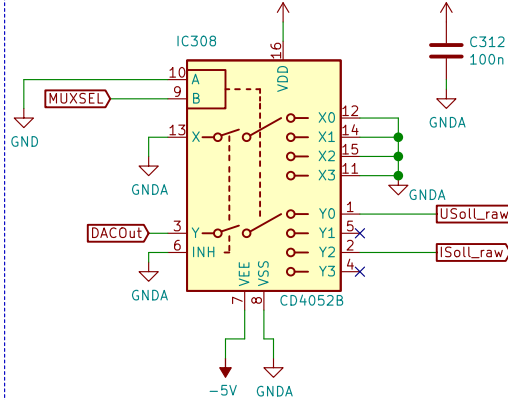 IC308
C312
100n
GNDA
16
VDD
10 A
MUXSEL 9 B
GND
X0 12
13 X X1 14
X2 15
X3 11
GNDA
GNDA
Y0 1 USoll_raw
DACOut 3 Y Y1 5
6 INH Y2 2 ISoll_raw
Y3 4
GNDA
VEE VSS
7 8 CD4052B
-5V GNDA